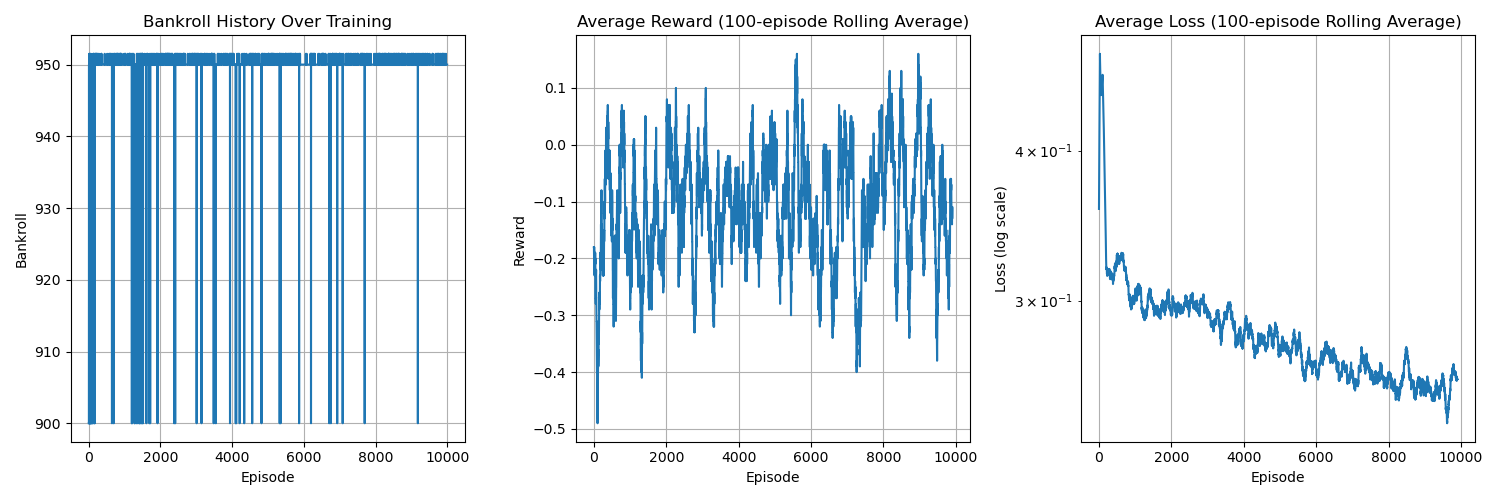 Bankroll History Over Training
Bankroll
950
940
930
920
910
900
0 2000 4000 6000 8000 10000
Episode
Average Reward (100-episode Rolling Average)
Reward
0.1
0.0
−0.1
−0.2
−0.3
−0.4
−0.5
0 2000 4000 6000 8000 10000
Episode
Average Loss (100-episode Rolling Average)
Loss (log scale)
4 × 10⁻¹
3 × 10⁻¹
0 2000 4000 6000 8000 10000
Episode